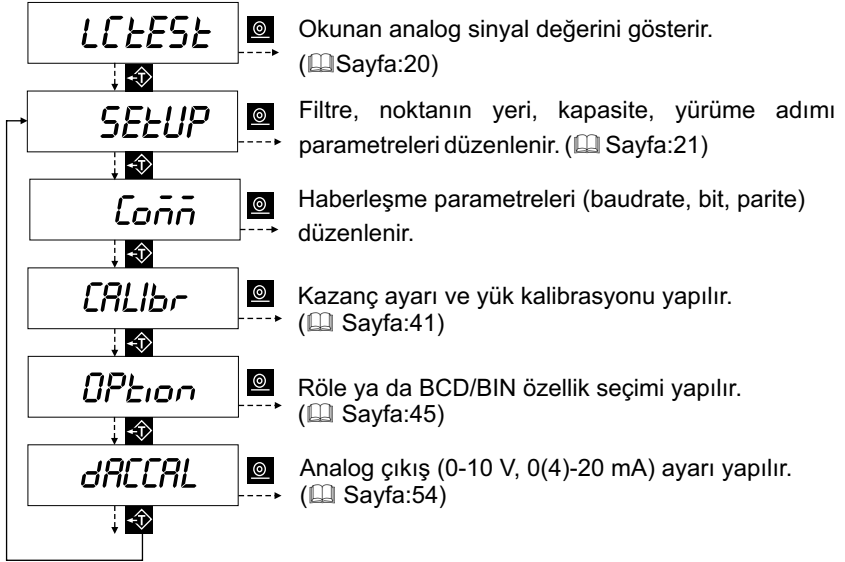 LCtESt
Okunan analog sinyal değerini gösterir.
(Sayfa:20)
SEtUP
Filtre, noktanın yeri, kapasite, yürüme adımı
parametreleri düzenlenir. ( Sayfa:21)
Comm
Haberleşme parametreleri (baudrate, bit, parite)
düzenlenir.
CALIbr
Kazanç ayarı ve yük kalibrasyonu yapılır.
( Sayfa:41)
OPtıon
Röle ya da BCD/BIN özellik seçimi yapılır.
( Sayfa:45)
dACCAL
Analog çıkış (0-10 V, 0(4)-20 mA) ayarı yapılır.
( Sayfa:54)